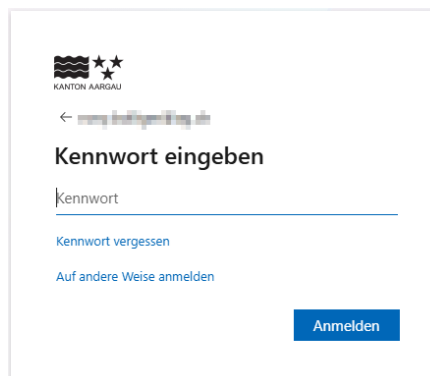 KANTON AARGAU
Kennwort eingeben
Kennwort
Kennwort vergessen
Auf andere Weise anmelden
Anmelden